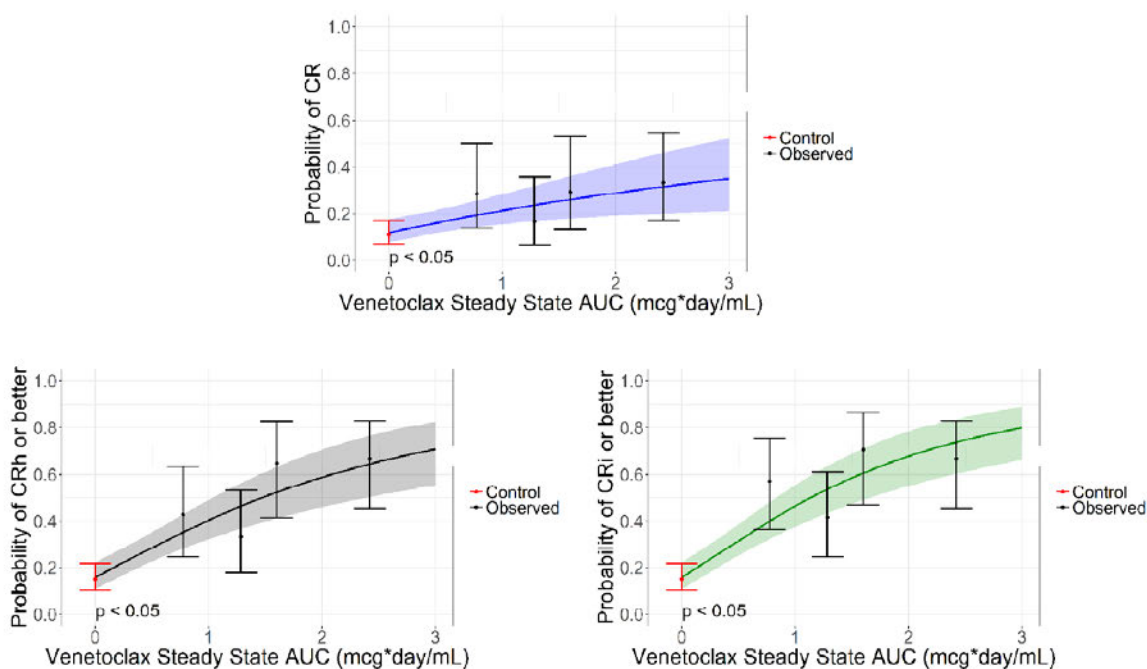 Probability of CR
1.0
0.8
0.6
0.4
0.2
0.0
p < 0.05
0 1 2 3
Venetoclax Steady State AUC (mcg*day/mL)
Control
Observed
Probability of CRh or better
1.0
0.8
0.6
0.4
0.2
0.0
p < 0.05
0 1 2 3
Venetoclax Steady State AUC (mcg*day/mL)
Control
Observed
Probability of CRi or better
1.0
0.8
0.6
0.4
0.2
0.0
p < 0.05
0 1 2 3
Venetoclax Steady State AUC (mcg*day/mL)
Control
Observed